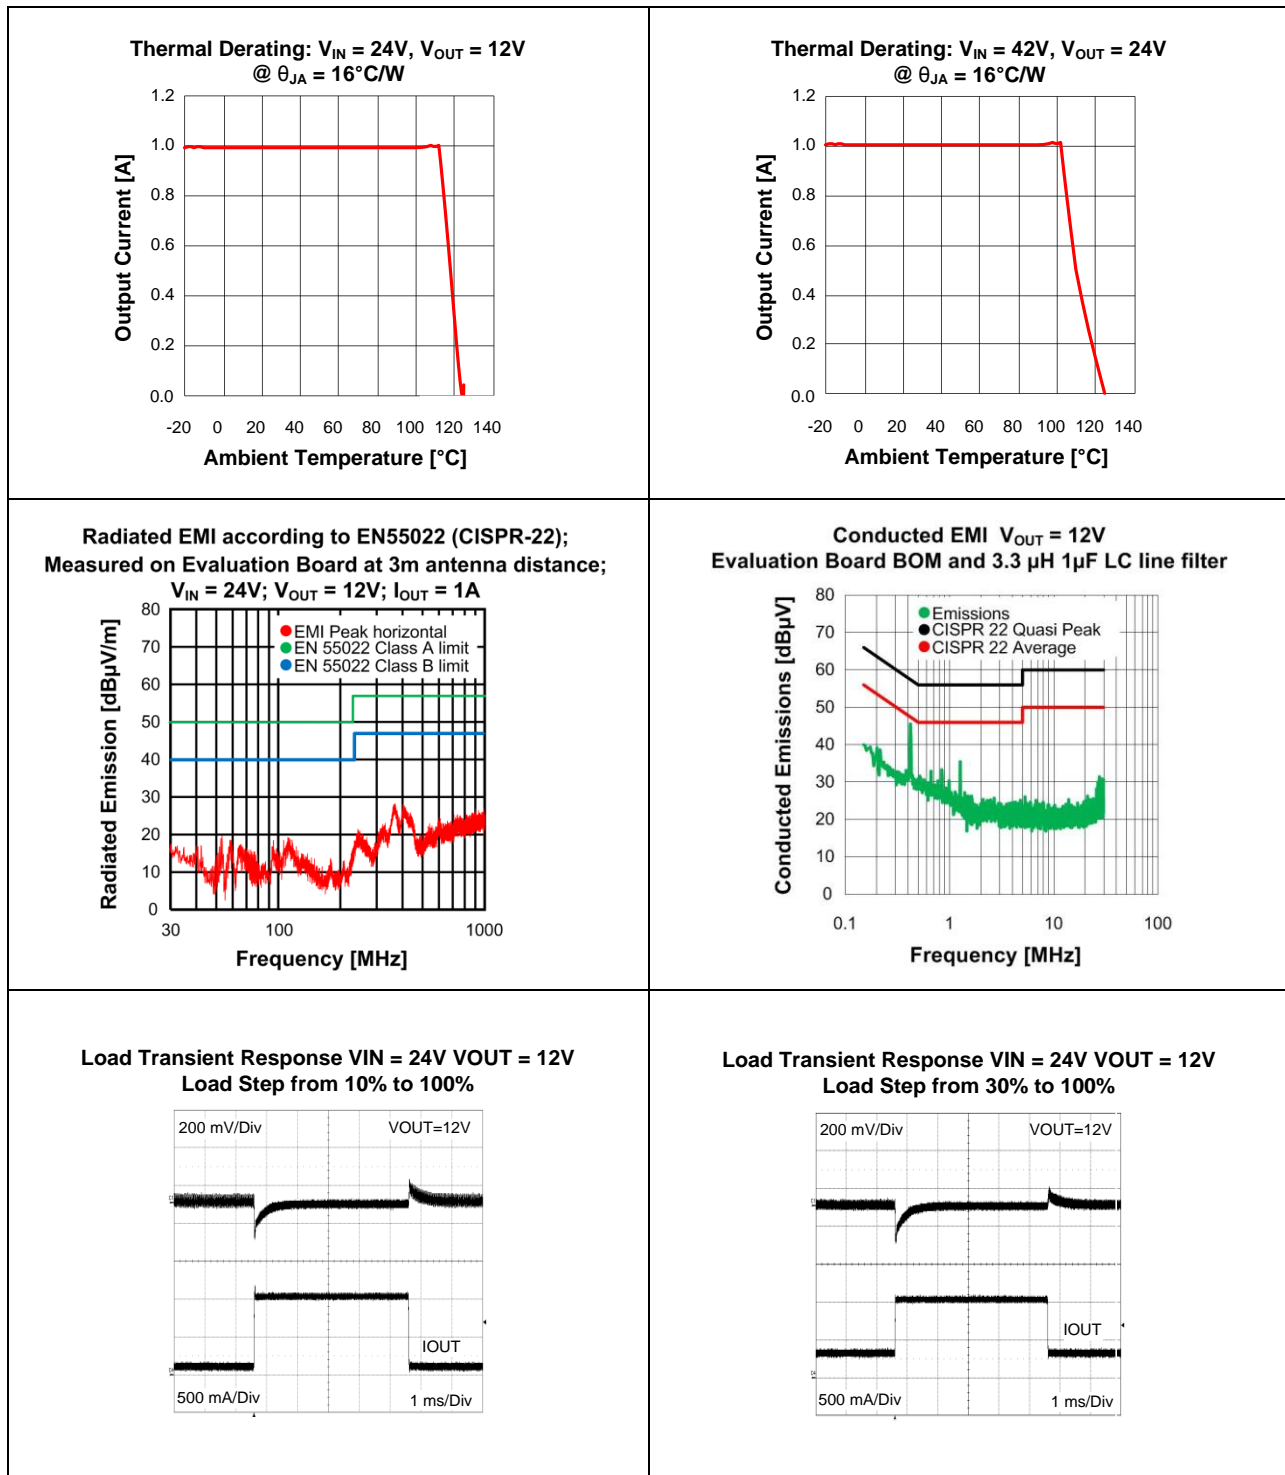 Thermal Derating: VIN = 24V, VOUT = 12V
@ θJA = 16°C/W
1.2
1.0
0.8
0.6
0.4
0.2
0.0
Output Current [A]
-20 0 20 40 60 80 100 120 140
Ambient Temperature [°C]
Thermal Derating: VIN = 42V, VOUT = 24V
@ θJA = 16°C/W
1.2
1.0
0.8
0.6
0.4
0.2
0.0
Output Current [A]
-20 0 20 40 60 80 100 120 140
Ambient Temperature [°C]
Radiated EMI according to EN55022 (CISPR-22);
Measured on Evaluation Board at 3m antenna distance;
VIN = 24V; VOUT = 12V; IOUT = 1A
80
70
60
50
40
30
20
10
0
Radiated Emission [dBµV/m]
EMI Peak horizontal
EN 55022 Class A limit
EN 55022 Class B limit
30 100 1000
Frequency [MHz]
Conducted EMI VOUT = 12V
Evaluation Board BOM and 3.3 µH 1µF LC line filter
80
70
60
50
40
30
20
10
0
Conducted Emissions [dBµV]
Emissions
CISPR 22 Quasi Peak
CISPR 22 Average
0.1 1 10 100
Frequency [MHz]
Load Transient Response VIN = 24V VOUT = 12V
Load Step from 10% to 100%
200 mV/Div VOUT=12V
IOUT
500 mA/Div 1 ms/Div
Load Transient Response VIN = 24V VOUT = 12V
Load Step from 30% to 100%
200 mV/Div VOUT=12V
IOUT
500 mA/Div 1 ms/Div